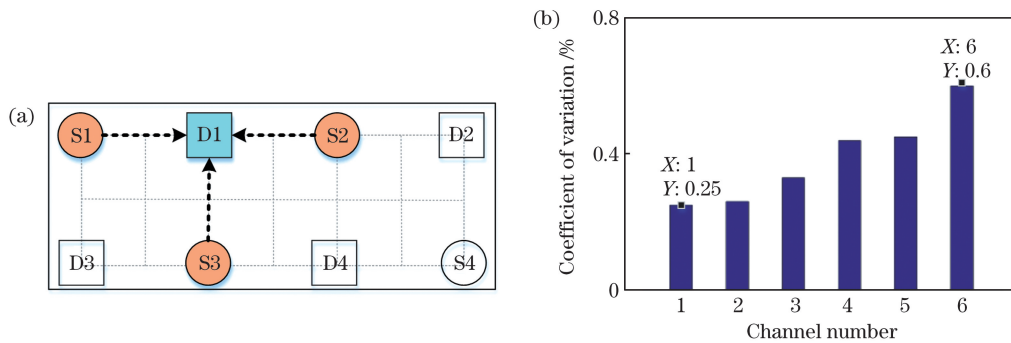 (a)
S1
D1
S2
D2
D3
S3
D4
S4
(b)
Coefficient of variation /%
0.8
0.4
0
X: 1
Y: 0.25
X: 6
Y: 0.6
1 2 3 4 5 6
Channel number